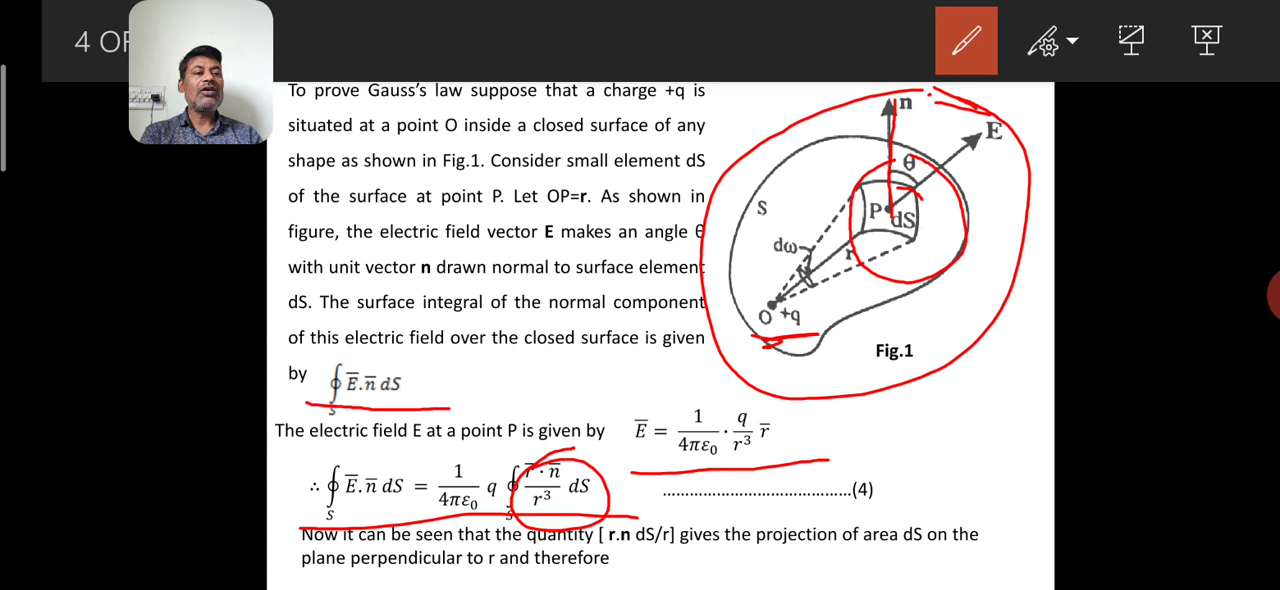 4 OF
To prove Gauss's law suppose that a charge +q is
situated at a point O inside a closed surface of any
shape as shown in Fig.1. Consider small element dS
of the surface at point P. Let OP=r. As shown in
figure, the electric field vector E makes an angle θ
with unit vector n drawn normal to surface element
dS. The surface integral of the normal component
of this electric field over the closed surface is given
by ∮_S E̅.n̅ dS
n
E
θ
S
P
dS
dω
r
O +q
Fig.1
The electric field E at a point P is given by E̅ = 1/4πε₀ · q/r³ r̅
∴ ∮_S E̅.n̅ dS = 1/4πε₀ q ∮_S r̅·n̅/r³ dS ............................................(4)
Now it can be seen that the quantity [ r.n dS/r] gives the projection of area dS on the
plane perpendicular to r and therefore